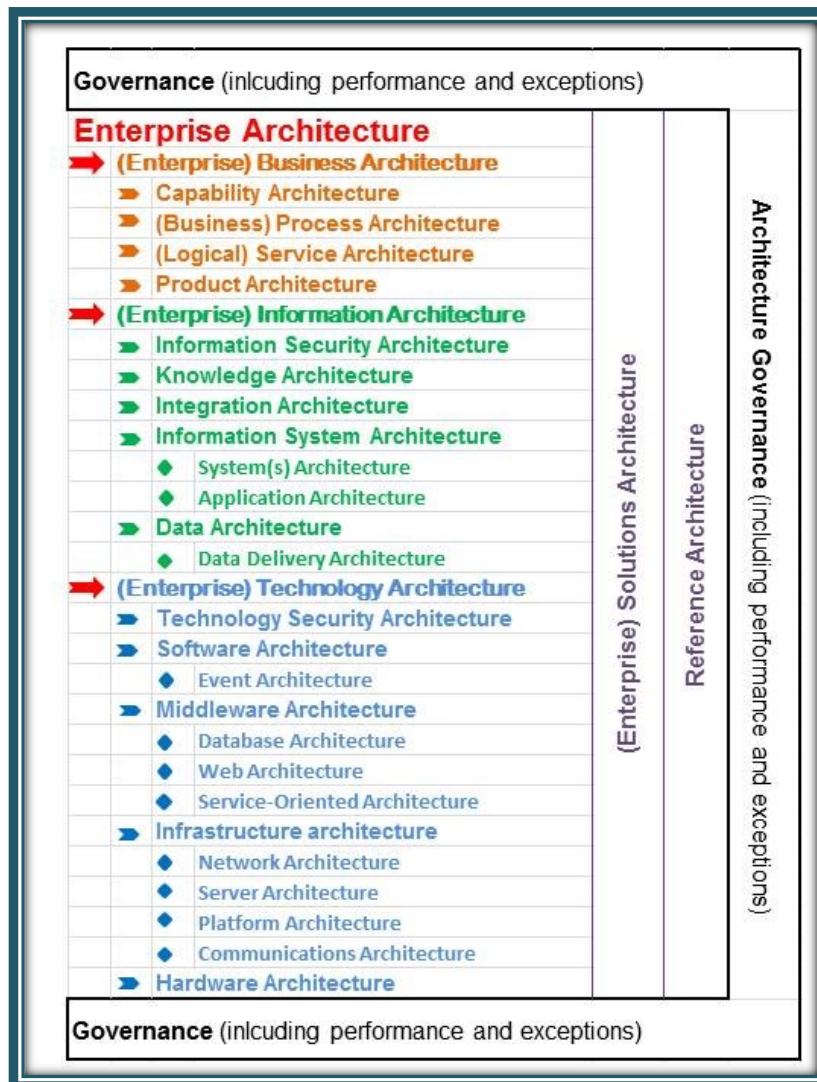 Governance (inlcuding performance and exceptions)
Enterprise Architecture
(Enterprise) Business Architecture
Capability Architecture
(Business) Process Architecture
(Logical) Service Architecture
Product Architecture
(Enterprise) Information Architecture
Information Security Architecture
Knowledge Architecture
Integration Architecture
Information System Architecture
System(s) Architecture
Application Architecture
Data Architecture
Data Delivery Architecture
(Enterprise) Technology Architecture
Technology Security Architecture
Software Architecture
Event Architecture
Middleware Architecture
Database Architecture
Web Architecture
Service-Oriented Architecture
Infrastructure architecture
Network Architecture
Server Architecture
Platform Architecture
Communications Architecture
Hardware Architecture
(Enterprise) Solutions Architecture
Reference Architecture
Architecture Governance (including performance and exceptions)
Governance (inlcuding performance and exceptions)